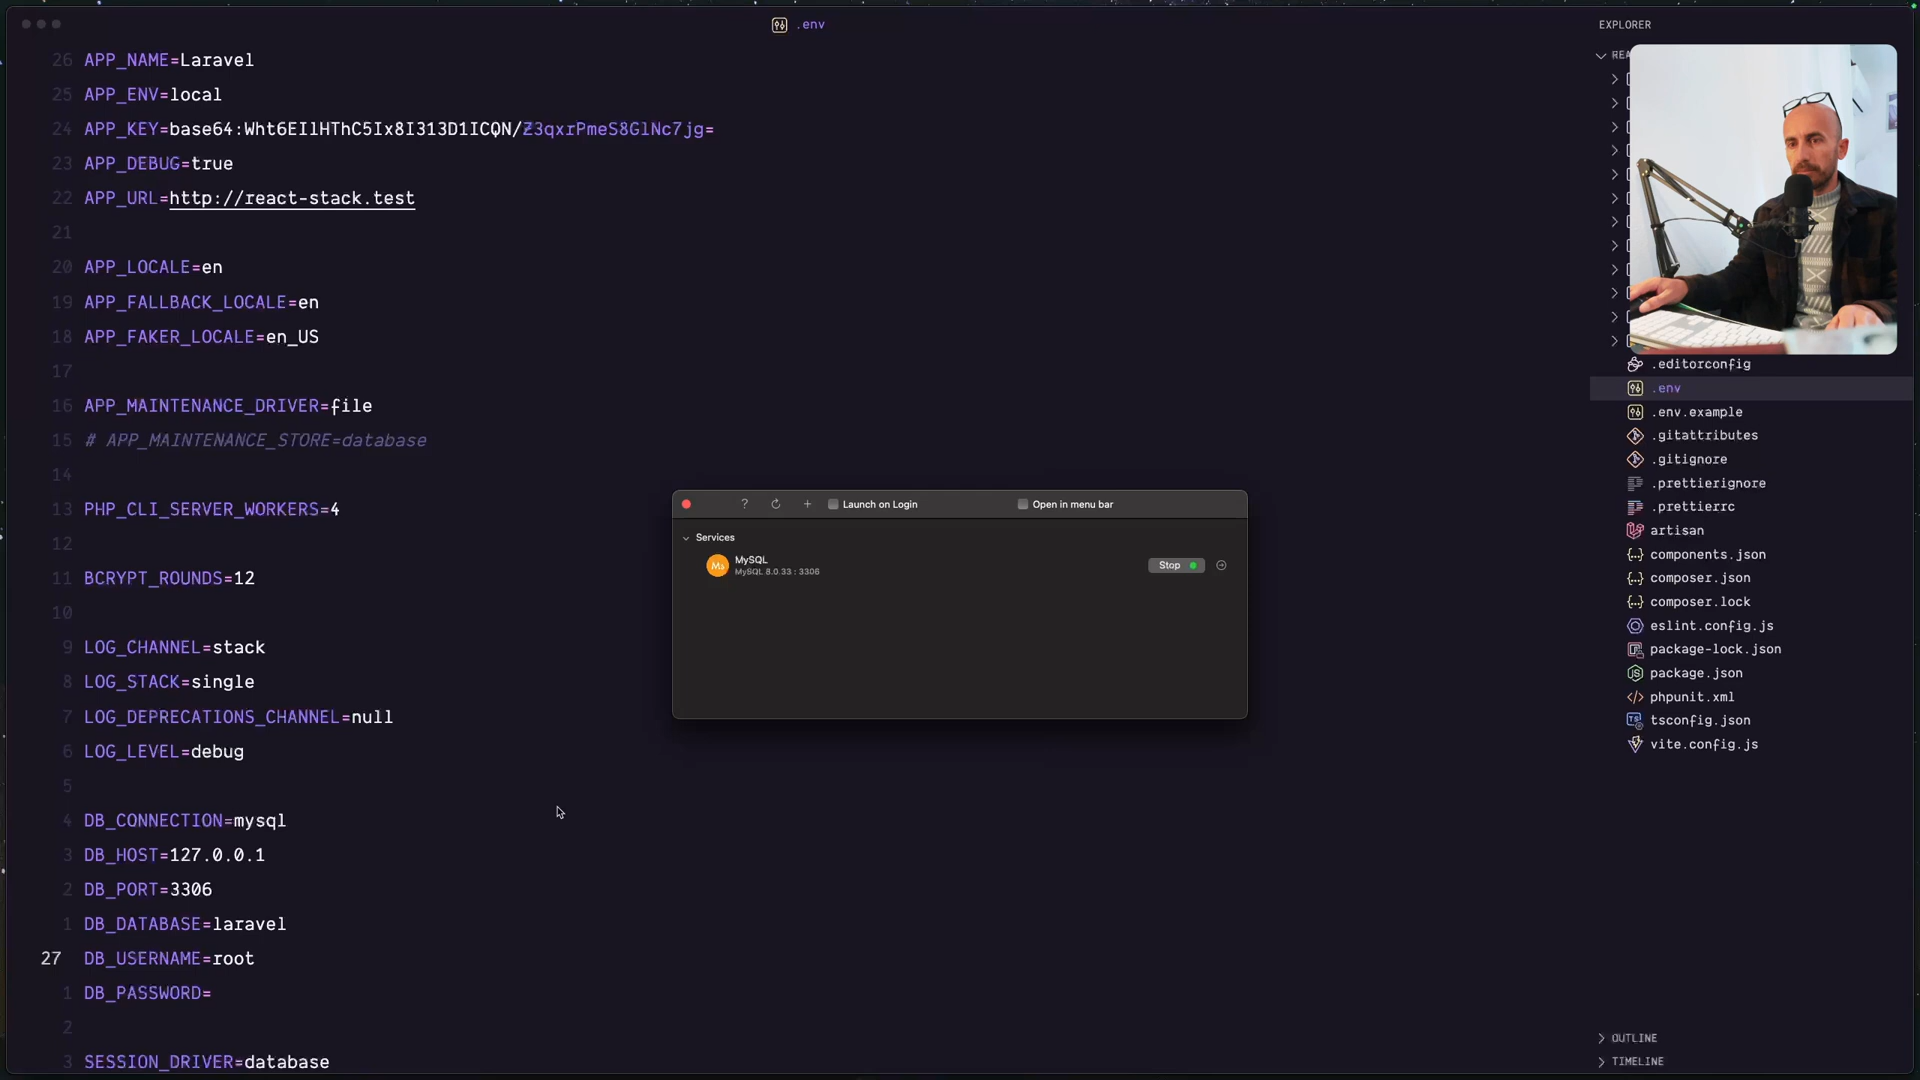 .env
26 APP_NAME=Laravel
25 APP_ENV=local
24 APP_KEY=base64:Wht6EIlHThC5Ix8I313D1ICQN/Z3qxrPmeS8GlNc7jg=
23 APP_DEBUG=true
22 APP_URL=http://react-stack.test
21
20 APP_LOCALE=en
19 APP_FALLBACK_LOCALE=en
18 APP_FAKER_LOCALE=en_US
17
16 APP_MAINTENANCE_DRIVER=file
15 # APP_MAINTENANCE_STORE=database
14
13 PHP_CLI_SERVER_WORKERS=4
12
11 BCRYPT_ROUNDS=12
10
9 LOG_CHANNEL=stack
8 LOG_STACK=single
7 LOG_DEPRECATIONS_CHANNEL=null
6 LOG_LEVEL=debug
5
4 DB_CONNECTION=mysql
3 DB_HOST=127.0.0.1
2 DB_PORT=3306
1 DB_DATABASE=laravel
27 DB_USERNAME=root
1 DB_PASSWORD=
2
3 SESSION_DRIVER=database
? + Launch on Login Open in menu bar
Services
Ms MySQL
MySQL 8.0.33 : 3306
Stop
EXPLORER
.editorconfig
.env
.env.example
.gitattributes
.gitignore
.prettierignore
.prettierrc
artisan
{..} components.json
{..} composer.json
{..} composer.lock
eslint.config.js
package-lock.json
JS package.json
phpunit.xml
TS tsconfig.json
vite.config.js
OUTLINE
TIMELINE